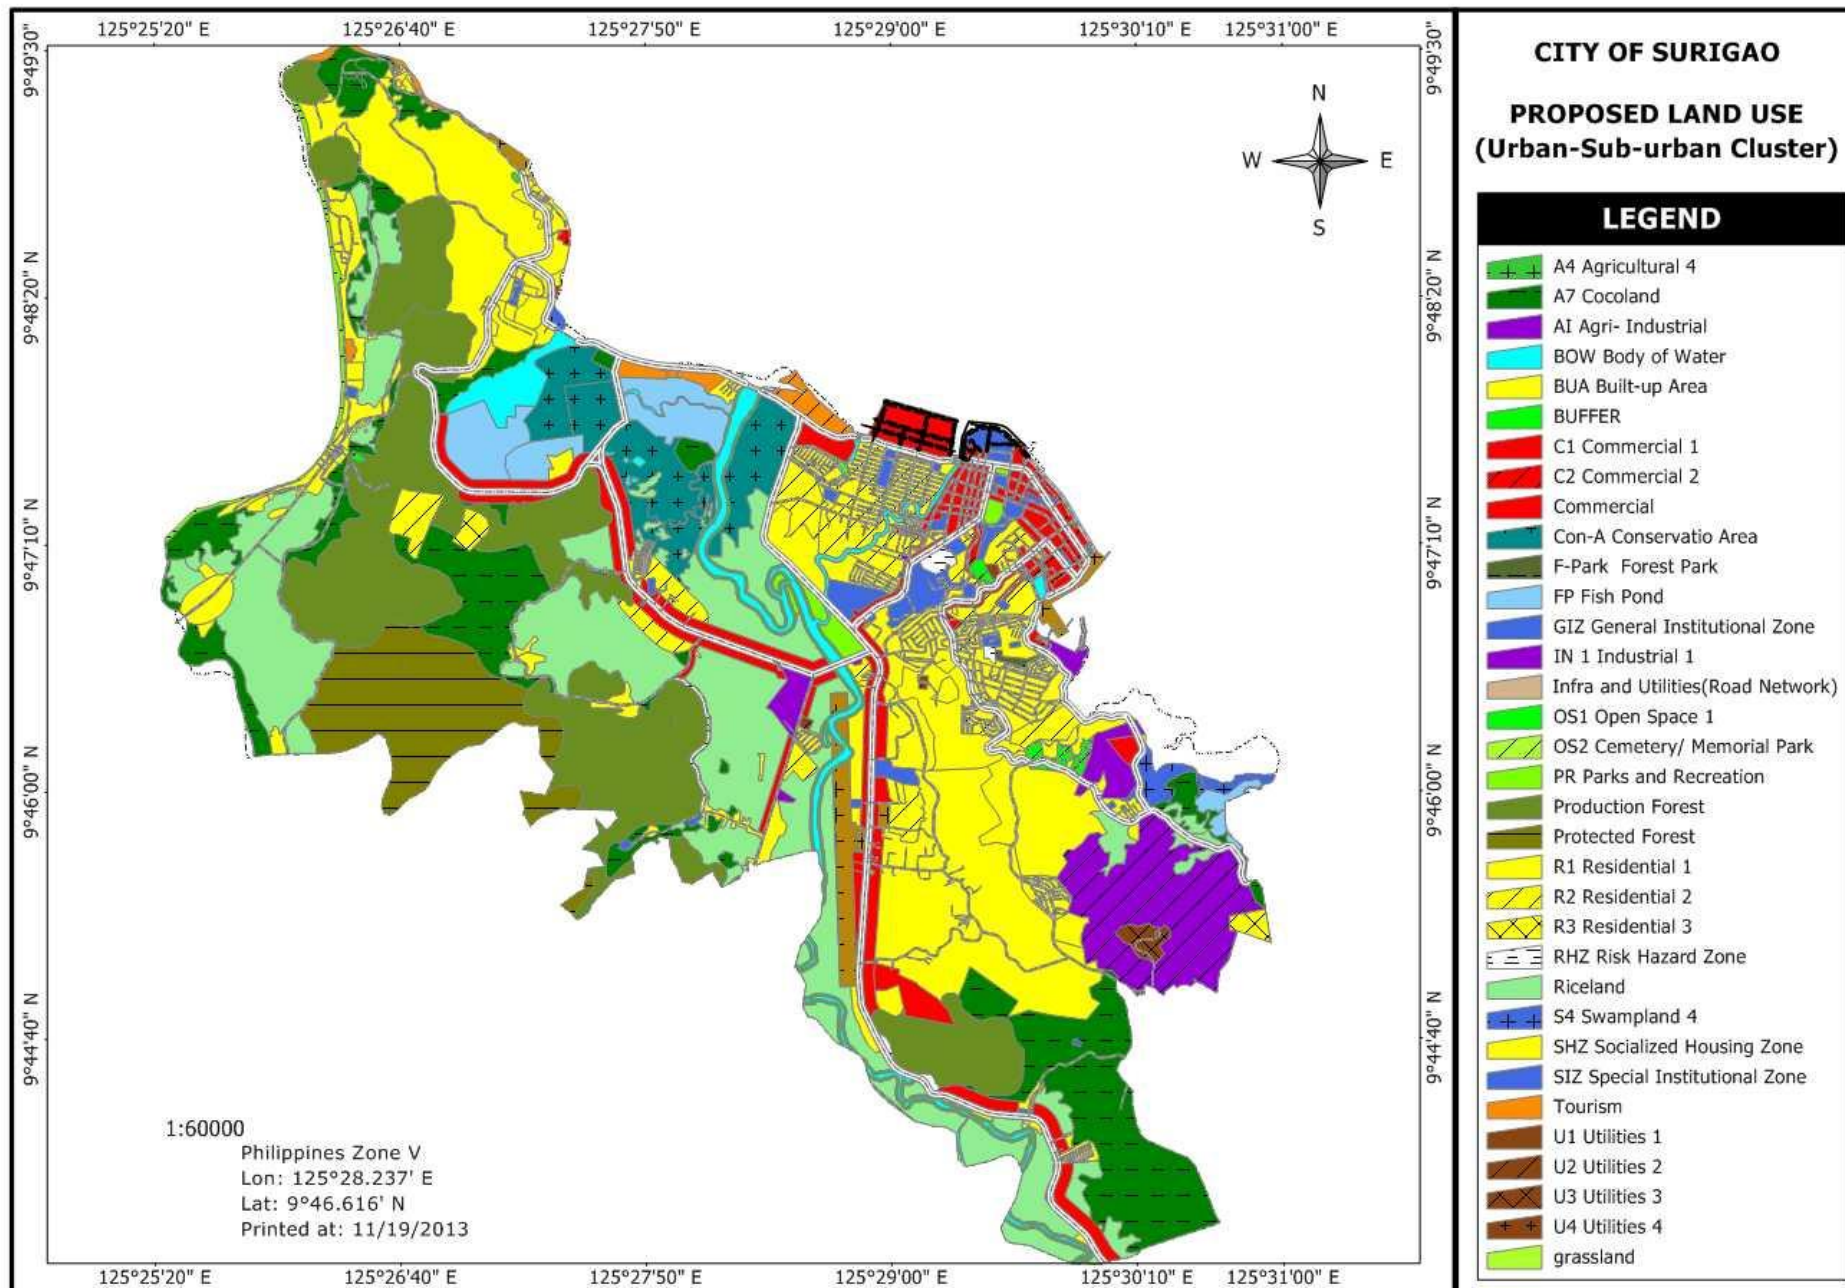 125°25'20" E
125°26'40" E
125°27'50" E
125°29'00" E
125°30'10" E
125°31'00" E
9°49'30" N
9°48'20" N
9°47'10" N
9°46'00" N
9°44'40" N
N
W
E
S
9°49'3.0" N
9°48'2.0" N
9°47'10" N
9°46'0.0" N
9°44'4.0" N
1:60000
Philippines Zone V
Lon: 125°28.237' E
Lat: 9°46.616' N
Printed at: 11/19/2013
125°25'20" E
125°26'40" E
125°27'50" E
125°29'00" E
125°30'10" E
125°31'00" E
CITY OF SURIGAO
PROPOSED LAND USE
(Urban-Sub-urban Cluster)
LEGEND
A4 Agricultural 4
A7 Cocoland
AI Agri- Industrial
BOW Body of Water
BUA Built-up Area
BUFFER
C1 Commercial 1
C2 Commercial 2
Commercial
Con-A Conservatio Area
F-Park Forest Park
FP Fish Pond
GIZ General Institutional Zone
IN 1 Industrial 1
Infra and Utilities(Road Network)
OS1 Open Space 1
OS2 Cemetery/ Memorial Park
PR Parks and Recreation
Production Forest
Protected Forest
R1 Residential 1
R2 Residential 2
R3 Residential 3
RHZ Risk Hazard Zone
Riceland
S4 Swampland 4
SHZ Socialized Housing Zone
SIZ Special Institutional Zone
Tourism
U1 Utilities 1
U2 Utilities 2
U3 Utilities 3
U4 Utilities 4
grassland